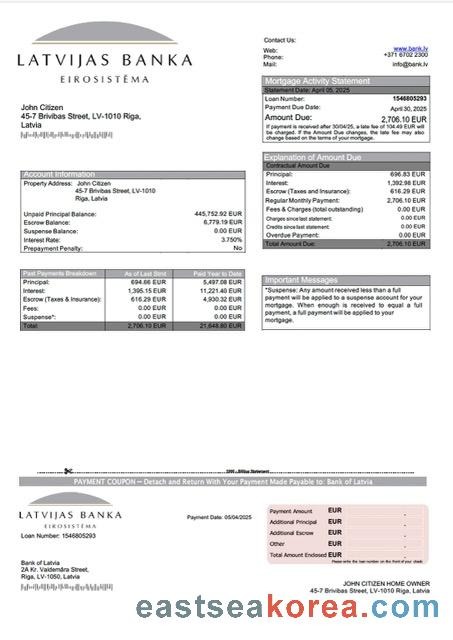 LATVIJAS BANKA
EIROSISTĒMA
Contact Us:
Web: www.bank.lv
Phone: +371 6702 2300
Mail: info@bank.lv
John Citizen
45-7 Brivibas Street, LV-1010 Riga,
Latvia
Mortgage Activity Statement
Statement Date: April 05, 2025
Loan Number: 1546805293
Payment Due Date: April 30, 2025
Amount Due: 2,706.10 EUR
If payment is received after 30/04/25, a late fee of 104.49 EUR will
be charged. If the Amount Due changes, the late fee may also
change based on the terms of your mortgage.
Account Information
Property Address: John Citizen
45-7 Brivibas Street, LV-1010
Riga, Latvia
Unpaid Principal Balance: 445,752.92 EUR
Escrow Balance: 6,779.19 EUR
Suspense Balance: 0.00 EUR
Interest Rate: 3.750%
Prepayment Penalty: No
Explanation of Amount Due
Contractual Amount Due
Principal: 696.83 EUR
Interest: 1,392.98 EUR
Escrow (Taxes and Insurance): 616.29 EUR
Regular Monthly Payment: 2,706.10 EUR
Fees & Charges (total outstanding) 0.00 EUR
Charges since last statement: 0.00 EUR
Credits since last statement: 0.00 EUR
Overdue Payment: 0.00 EUR
Total Amount Due: 2,706.10 EUR
Past Payments Breakdown As of Last Stmt Paid Year to Date
Principal: 694.66 EUR 5,497.08 EUR
Interest: 1,395.15 EUR 11,221.40 EUR
Escrow (Taxes & Insurance): 616.29 EUR 4,930.32 EUR
Fees: 0.00 EUR 0.00 EUR
Suspense*: 0.00 EUR 0.00 EUR
Total: 2,706.10 EUR 21,648.80 EUR
Important Messages
*Suspense: Any amount received less than a full
payment will be applied to a suspense account for your
mortgage. When enough is received to equal a full
payment, a full payment will be applied to your
mortgage.
PAYMENT COUPON – Detach and Return With Your Payment Made Payable to: Bank of Latvia
LATVIJAS BANKA
EIROSISTĒMA
Loan Number: 1546805293
Payment Date: 05/04/2025
Payment Amount EUR .
Additional Principal EUR .
Additional Escrow EUR .
Other EUR .
Total Amount Enclosed EUR .
Please write the loan number on the front of your check.
Bank of Latvia
2A Kr. Valdemāra Street,
Riga, LV-1050, Latvia
JOHN CITIZEN HOME OWNER
45-7 Brivibas Street, LV-1010 Riga, Latvia
eastseakorea.com